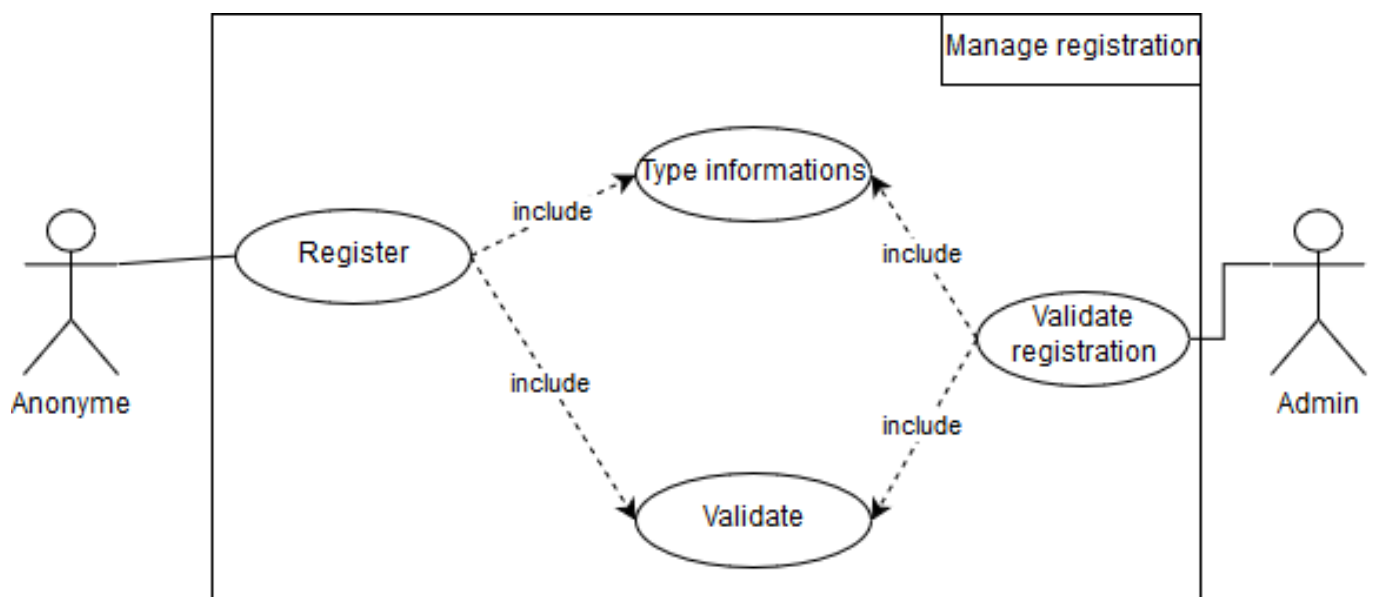 Manage registration
Type informations
include
include
Register
Validate
registration
include
include
Validate
Anonyme
Admin